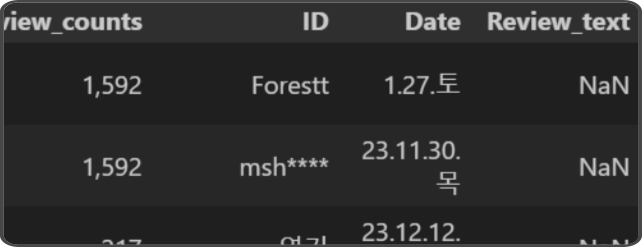 view_counts ID Date Review_text
1,592 Forestt 1.27.토 NaN
1,592 msh**** 23.11.30.목 NaN
23.12.12.